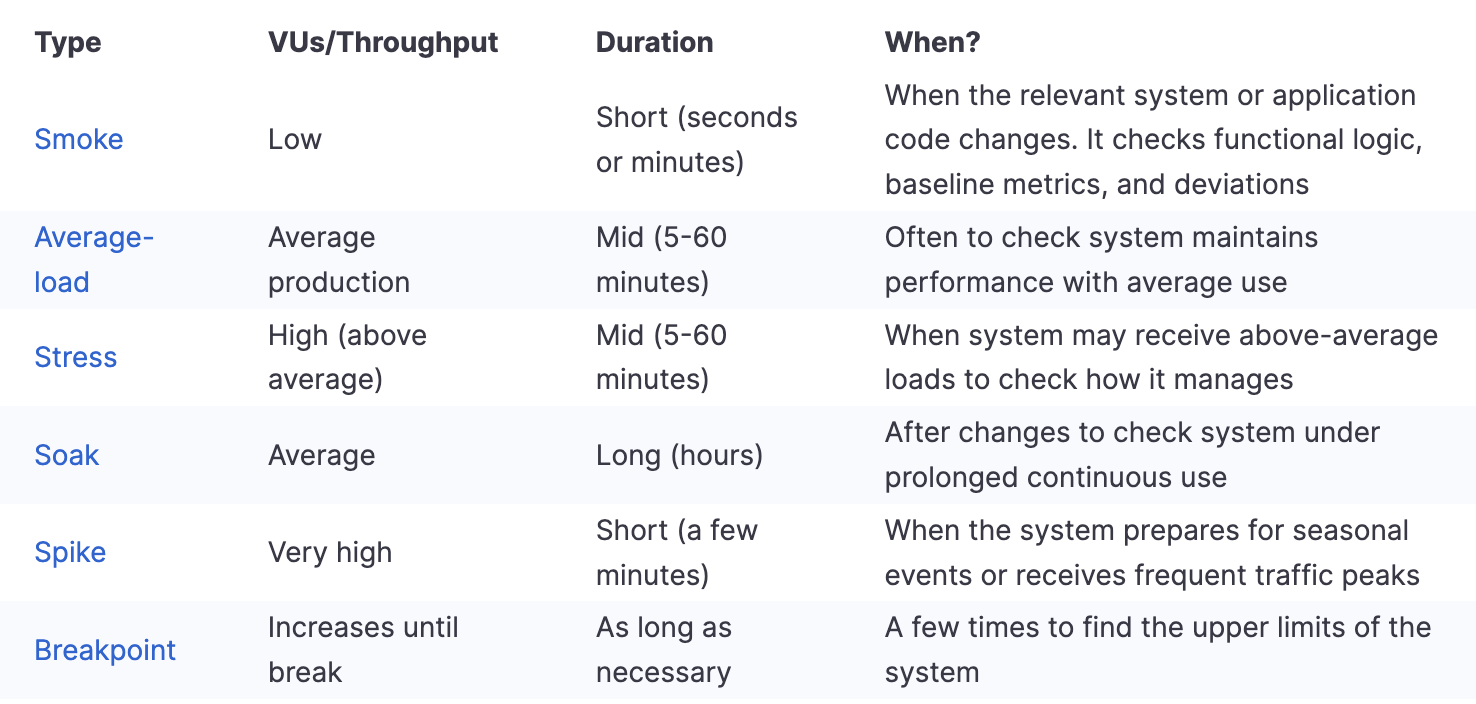 Type VUs/Throughput Duration When?
Smoke
Low
Short (seconds
or minutes)
When the relevant system or application
code changes. It checks functional logic,
baseline metrics, and deviations
Average-
load
Average
production
Mid (5-60
minutes)
Often to check system maintains
performance with average use
Stress
High (above
average)
Mid (5-60
minutes)
When system may receive above-average
loads to check how it manages
Soak
Average
Long (hours)
After changes to check system under
prolonged continuous use
Spike
Very high
Short (a few
minutes)
When the system prepares for seasonal
events or receives frequent traffic peaks
Breakpoint
Increases until
break
As long as
necessary
A few times to find the upper limits of the
system